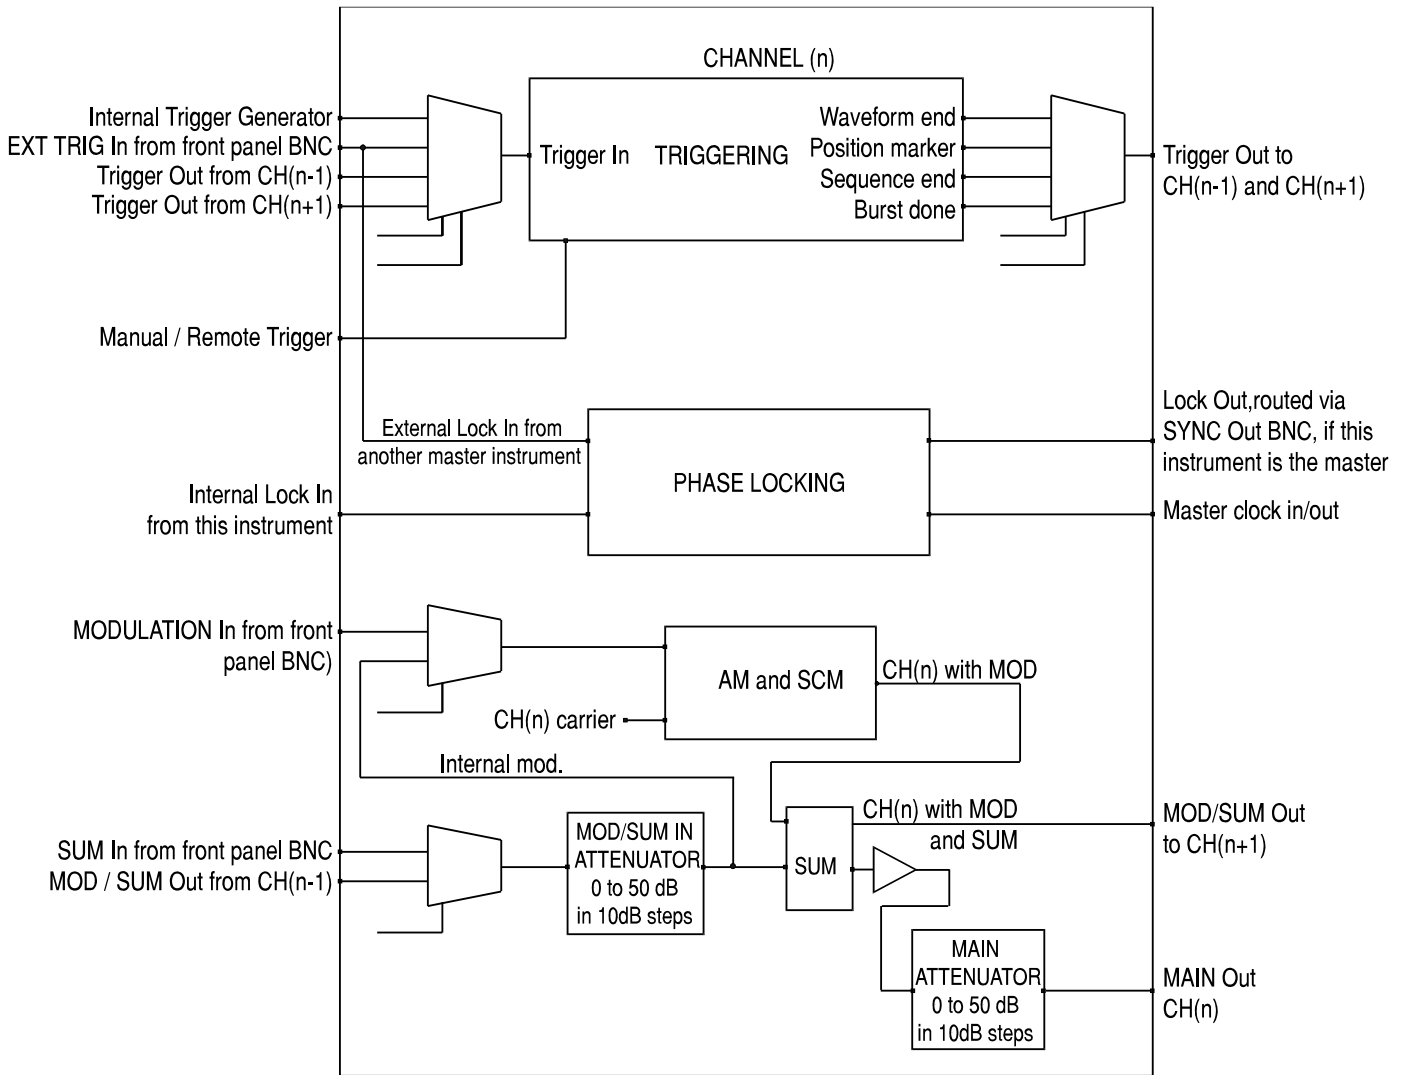 CHANNEL (n)
Internal Trigger Generator
EXT TRIG In from front panel BNC
Trigger Out from CH(n-1)
Trigger Out from CH(n+1)
Trigger In
TRIGGERING
Waveform end
Position marker
Sequence end
Burst done
Trigger Out to
CH(n-1) and CH(n+1)
Manual / Remote Trigger
External Lock In from
another master instrument
PHASE LOCKING
Lock Out,routed via
SYNC Out BNC, if this
instrument is the master
Internal Lock In
from this instrument
Master clock in/out
MODULATION In from front
panel BNC)
AM and SCM
CH(n) with MOD
CH(n) carrier
Internal mod.
SUM In from front panel BNC
MOD / SUM Out from CH(n-1)
MOD/SUM IN
ATTENUATOR
0 to 50 dB
in 10dB steps
SUM
CH(n) with MOD
and SUM
MOD/SUM Out
to CH(n+1)
MAIN
ATTENUATOR
0 to 50 dB
in 10dB steps
MAIN Out
CH(n)